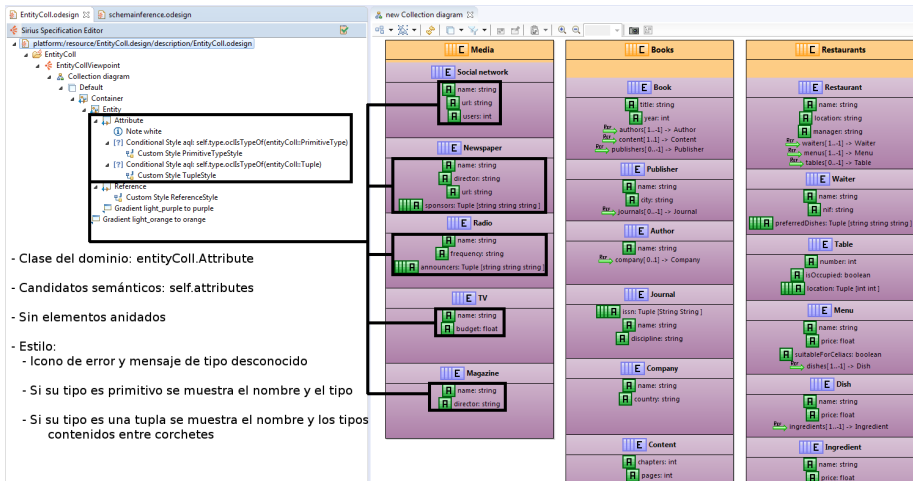 EntityColl.odesign
schemainference.odesign
Sirius Specification Editor
platform:/resource/EntityColl.design/description/EntityColl.odesign
EntityColl
EntityCollViewpoint
Collection diagram
Default
Container
Entity
Attribute
Note white
[?] Conditional Style aql: self.type.oclIsTypeOf(entityColl::PrimitiveType)
Custom Style PrimitiveTypeStyle
[?] Conditional Style aql: self.type.oclIsTypeOf(entityColl::Tuple)
Custom Style TupleStyle
Reference
Custom Style ReferenceStyle
Gradient light_purple to purple
Gradient light_orange to orange
- Clase del dominio: entityColl.Attribute
- Candidatos semánticos: self.attributes
- Sin elementos anidados
- Estilo:
- Icono de error y mensaje de tipo desconocido
- Si su tipo es primitivo se muestra el nombre y el tipo
- Si su tipo es una tupla se muestra el nombre y los tipos
contenidos entre corchetes
new Collection diagram
E Media
E Social network
A name: string
A url: string
A users: int
E Newspaper
A name: string
A director: string
A url: string
A sponsors: Tuple [string string string ]
E Radio
A name: string
A frequency: string
A announcers: Tuple [string string string ]
E TV
A name: string
A budget: float
E Magazine
A name: string
A director: string
E Books
E Book
A title: string
A year: int
Ref authors[1..-1] -> Author
Ref content[1..-1] -> Content
Ref publishers[0..-1] -> Publisher
E Publisher
A name: string
A city: string
Ref journals[0..-1] -> Journal
E Author
A name: string
Ref company[0..1] -> Company
E Journal
A issn: Tuple [String String ]
A name: string
A discipline: string
E Company
A name: string
A country: string
E Content
A chapters: int
A pages: int
E Restaurants
E Restaurant
A name: string
A location: string
A manager: string
Ref waiters[1..-1] -> Waiter
Ref menus[1..-1] -> Menu
Ref tables[0..-1] -> Table
E Waiter
A name: string
A nif: string
A preferredDishes: Tuple [string string string ]
E Table
A number: int
A isOccupied: boolean
A location: Tuple [int int ]
E Menu
A name: string
A price: float
A suitableForCeliacs: boolean
Ref dishes[1..-1] -> Dish
E Dish
A name: string
A price: float
Ref ingredients[1..-1] -> Ingredient
E Ingredient
A name: string
A price: float